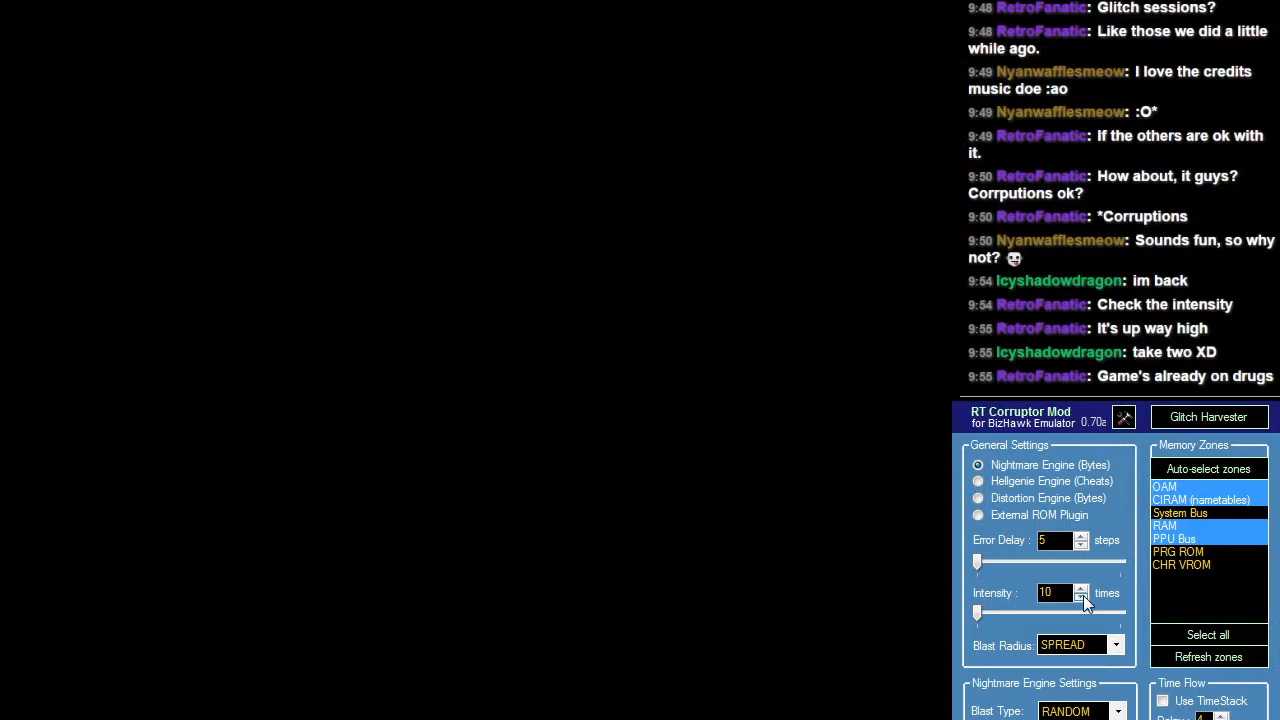 9:48 RetroFanatic: Glitch sessions?
9:48 RetroFanatic: Like those we did a little
while ago.
9:49 Nyanwafflesmeow: I love the credits
music doe :ao
9:49 Nyanwafflesmeow: :O*
9:49 RetroFanatic: If the others are ok with
it.
9:50 RetroFanatic: How about, it guys?
Corrputions ok?
9:50 RetroFanatic: *Corruptions
9:50 Nyanwafflesmeow: Sounds fun, so why
not?
9:54 Icyshadowdragon: im back
9:54 RetroFanatic: Check the intensity
9:55 RetroFanatic: It's up way high
9:55 Icyshadowdragon: take two XD
9:55 RetroFanatic: Game's already on drugs
RT Corruptor Mod
for BizHawk Emulator 0.70a
Glitch Harvester
General Settings
Nightmare Engine (Bytes)
Hellgenie Engine (Cheats)
Distortion Engine (Bytes)
External ROM Plugin
Error Delay : 5 steps
Intensity : 10 times
Blast Radius: SPREAD
Memory Zones
Auto-select zones
OAM
CIRAM (nametables)
System Bus
RAM
PPU Bus
PRG ROM
CHR VROM
Select all
Refresh zones
Nightmare Engine Settings
Blast Type: RANDOM
Time Flow
Use TimeStack